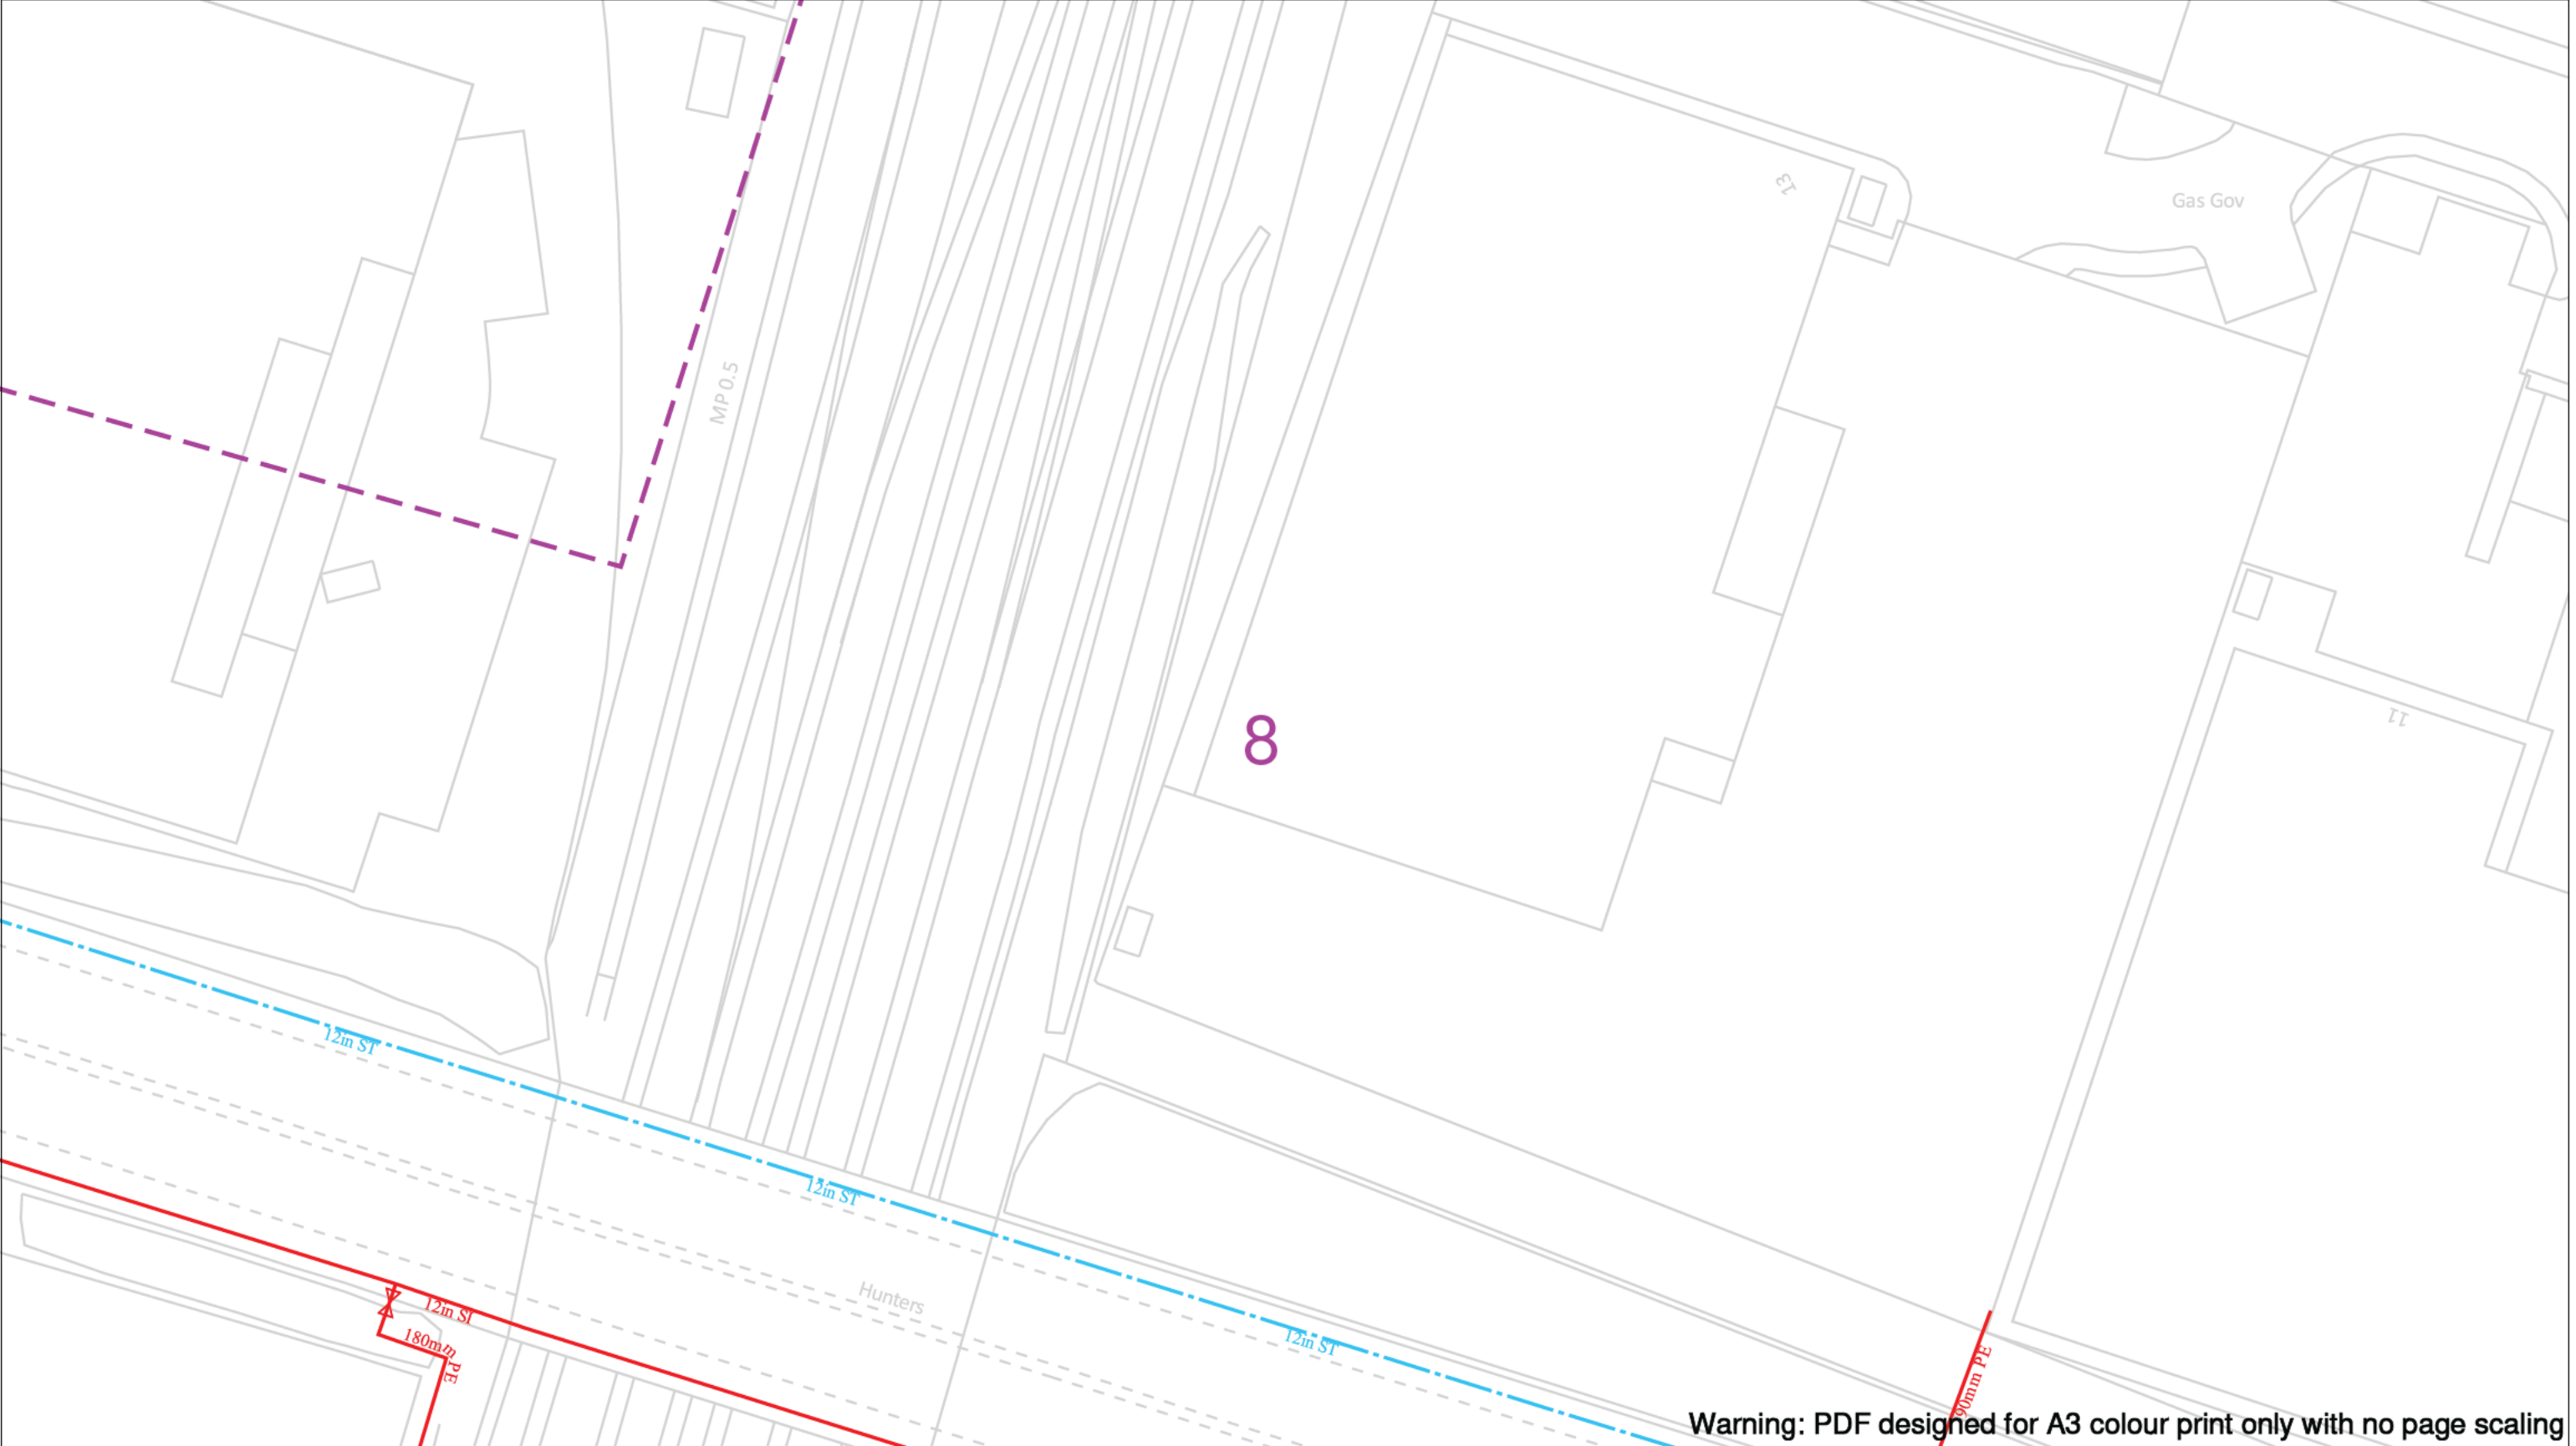 13
Gas Gov
MP 0.5
11
8
12in ST
12in ST
Hunters
12in ST
12in SI
180mm PE
90mm PE
Warning: PDF designed for A3 colour print only with no page scaling